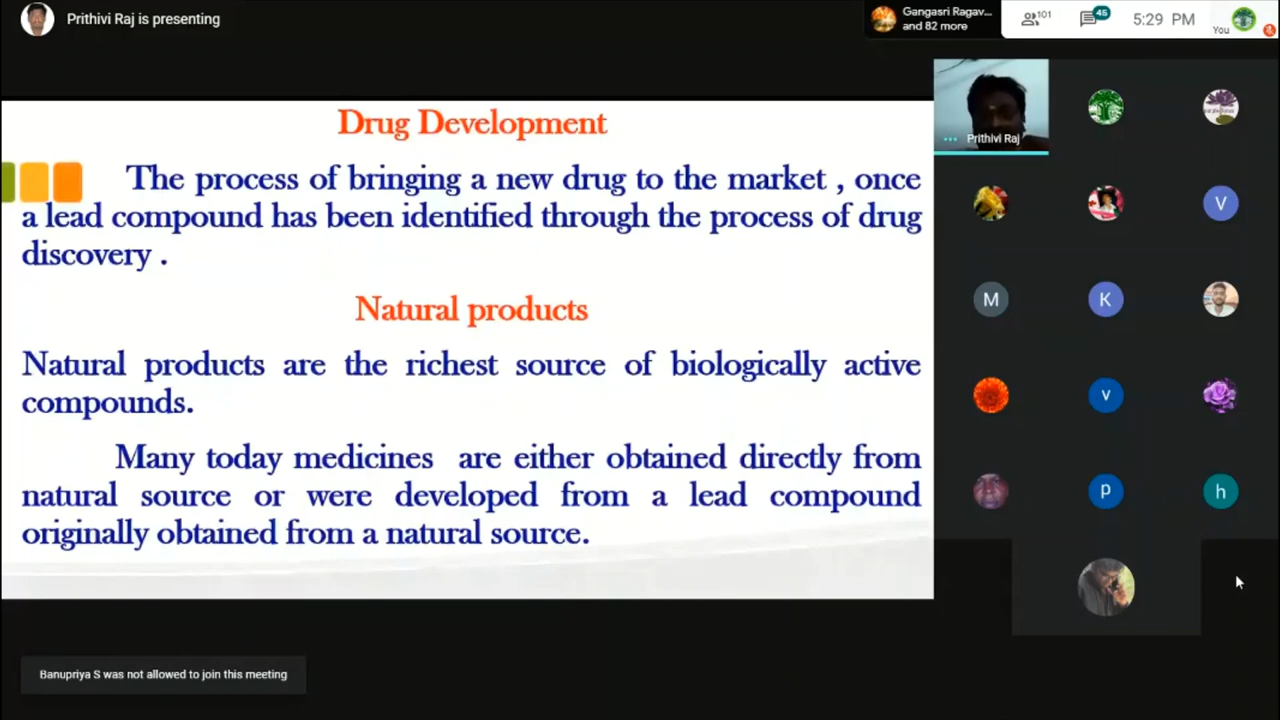 Prithivi Raj is presenting
Gangasri Ragav...
and 82 more
101
45
5:29 PM
You
Drug Development
The process of bringing a new drug to the market , once
a lead compound has been identified through the process of drug
discovery .
Natural products
Natural products are the richest source of biologically active
compounds.
Many today medicines are either obtained directly from
natural source or were developed from a lead compound
originally obtained from a natural source.
Prithivi Raj
V
M
K
v
p
h
Banupriya S was not allowed to join this meeting